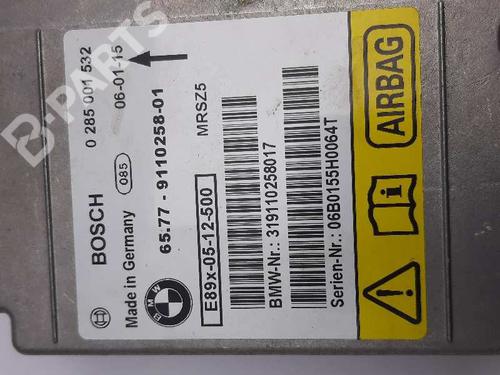 BOSCH
0 285 001 532
Made in Germany
085
06-01-15
BMW
65.77 - 9110258-01
E89x-05-12-500
MRSZ5
BMW-Nr.: 319110258017
Serien-Nr.: 06B0155H0064T
AIRBAG
B-PARTS